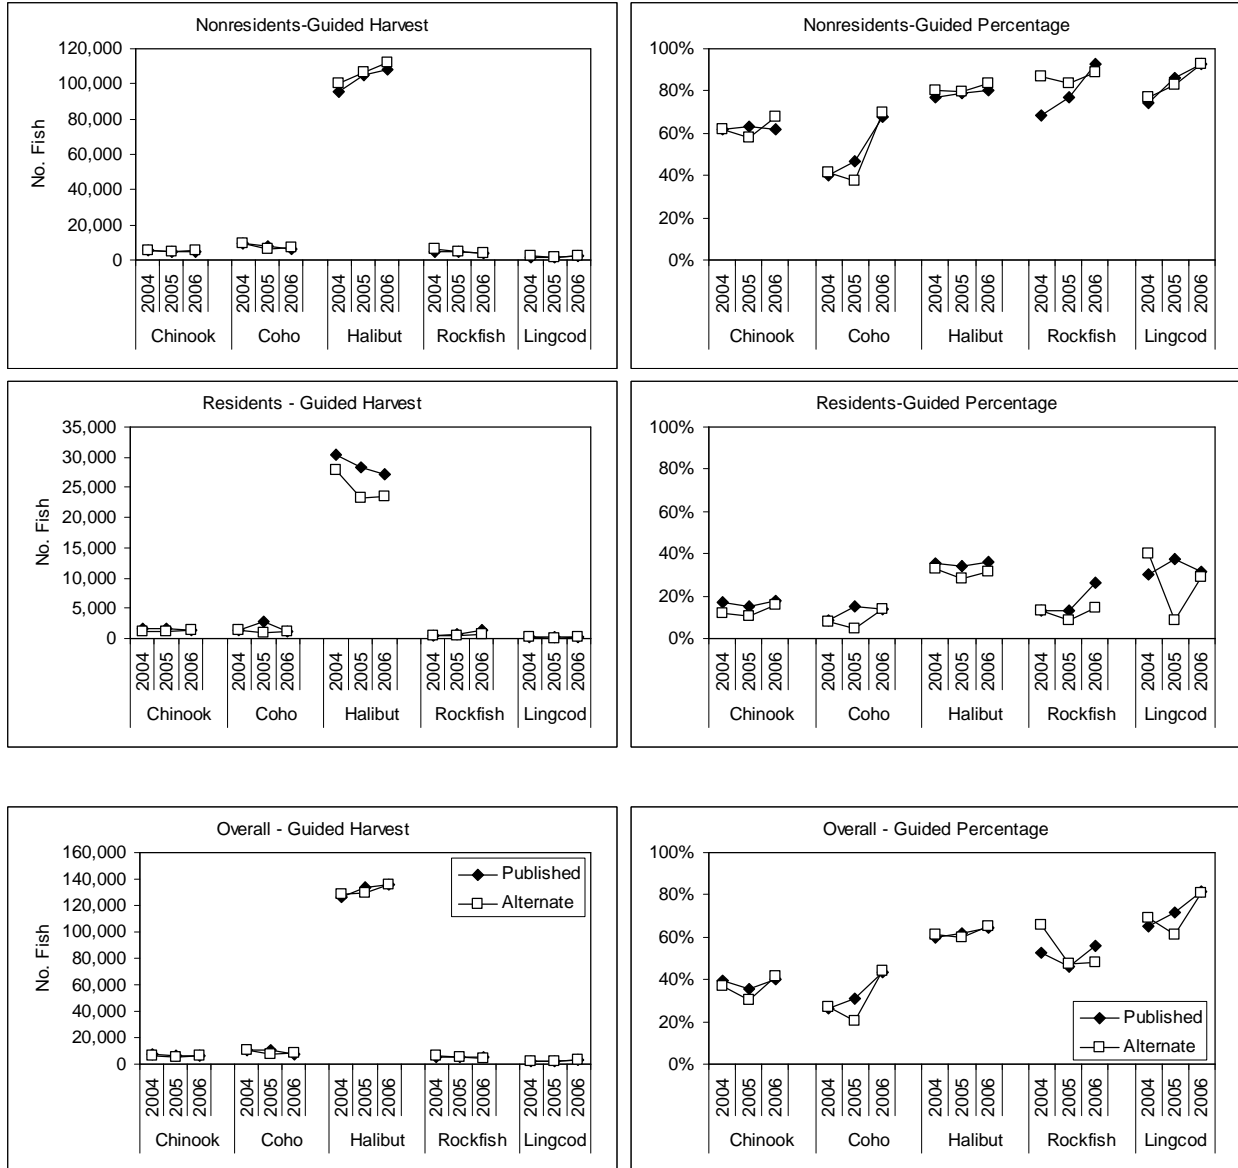 Nonresidents-Guided Harvest
120,000
100,000
80,000
60,000
40,000
20,000
0
No. Fish
2004 2005 2006 2004 2005 2006 2004 2005 2006 2004 2005 2006 2004 2005 2006
Chinook Coho Halibut Rockfish Lingcod
Nonresidents-Guided Percentage
100%
80%
60%
40%
20%
0%
2004 2005 2006 2004 2005 2006 2004 2005 2006 2004 2005 2006 2004 2005 2006
Chinook Coho Halibut Rockfish Lingcod
Residents - Guided Harvest
35,000
30,000
25,000
20,000
15,000
10,000
5,000
0
No. Fish
2004 2005 2006 2004 2005 2006 2004 2005 2006 2004 2005 2006 2004 2005 2006
Chinook Coho Halibut Rockfish Lingcod
Residents-Guided Percentage
100%
80%
60%
40%
20%
0%
2004 2005 2006 2004 2005 2006 2004 2005 2006 2004 2005 2006 2004 2005 2006
Chinook Coho Halibut Rockfish Lingcod
Overall - Guided Harvest
160,000
140,000
120,000
100,000
80,000
60,000
40,000
20,000
0
No. Fish
Published
Alternate
2004 2005 2006 2004 2005 2006 2004 2005 2006 2004 2005 2006 2004 2005 2006
Chinook Coho Halibut Rockfish Lingcod
Overall - Guided Percentage
100%
80%
60%
40%
20%
0%
Published
Alternate
2004 2005 2006 2004 2005 2006 2004 2005 2006 2004 2005 2006 2004 2005 2006
Chinook Coho Halibut Rockfish Lingcod